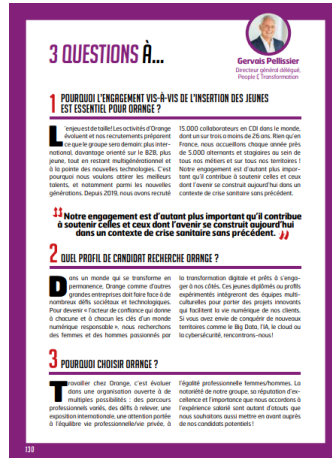 3 QUESTIONS À...
Gervais Pellissier
Directeur général délégué,
People & Transformation
1 POURQUOI L'ENGAGEMENT VIS-À-VIS DE L'INSERTION DES JEUNES
EST ESSENTIEL POUR ORANGE ?
L'enjeu est de taille! Les activités d'Orange
évoluent et nos recrutements préparent
ce que le groupe sera demain: plus inter-
national, davantage orienté sur le B2B, plus
jeune, tout en restant multigénérationnel et
à la pointe des nouvelles technologies. C'est
pourquoi nous voulons attirer les meilleurs
talents, et notamment parmi les nouvelles
générations. Depuis 2019, nous avons recruté
15.000 collaborateurs en CDI dans le monde,
dont un sur trois a moins de 26 ans. Rien qu'en
France, nous accueillons chaque année près
de 5.000 alternants et stagiaires au sein de
tous nos métiers et sur tous nos territoires !
Notre engagement est d'autant plus impor-
tant qu'il contribue à soutenir celles et ceux
dont l'avenir se construit aujourd'hui dans un
contexte de crise sanitaire sans précédent.
Notre engagement est d'autant plus important qu'il contribue
à soutenir celles et ceux dont l'avenir se construit aujourd'hui
dans un contexte de crise sanitaire sans précédent.
2 QUEL PROFIL DE CANDIDAT RECHERCHE ORANGE ?
Dans un monde qui se transforme en
permanence, Orange comme d'autres
grandes entreprises doit faire face à de
nombreux défis sociétaux et technologiques.
Pour devenir « l'acteur de confiance qui donne
à chacune et à chacun les clés d'un monde
numérique responsable », nous recherchons
des femmes et des hommes passionnés par
la transformation digitale et prêts à s'enga-
ger à nos côtés. Ces jeunes diplômés ou profils
expérimentés intégreront des équipes multi-
culturelles pour porter des projets innovants
qui facilitent la vie numérique de nos clients.
Si vous avez envie de conquérir de nouveaux
territoires comme le Big Data, l'IA, le cloud ou
la cybersécurité, rencontrons-nous!
3 POURQUOI CHOISIR ORANGE ?
Travailler chez Orange, c'est évoluer
dans une organisation ouverte à de
multiples possibilités : des parcours
professionnels variés, des défis à relever, une
exposition internationale, une attention portée
à l'équilibre vie professionnelle/vie privée, à
l'égalité professionnelle femmes/hommes. La
notoriété de notre groupe, sa réputation d'ex-
cellence et l'importance que nous accordons à
l'expérience salarié sont autant d'atouts que
nous souhaitons aussi mettre en avant auprès
de nos candidats potentiels !
130